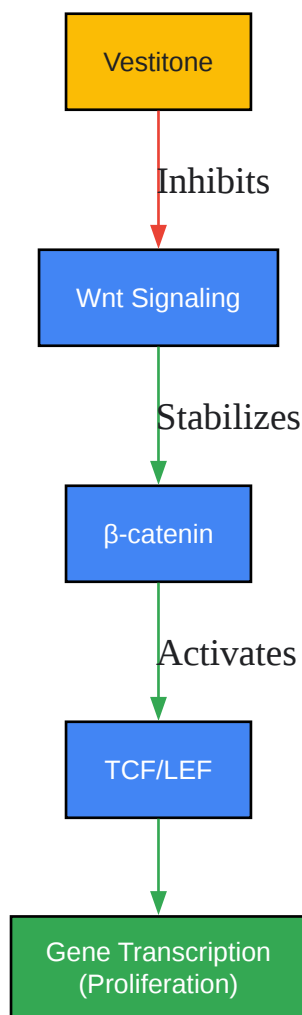 Vestitone
Inhibits
Wnt Signaling
Stabilizes
β-catenin
Activates
TCF/LEF
Gene Transcription
(Proliferation)